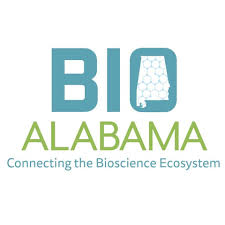 BIO
ALABAMA
Connecting the Bioscience Ecosystem